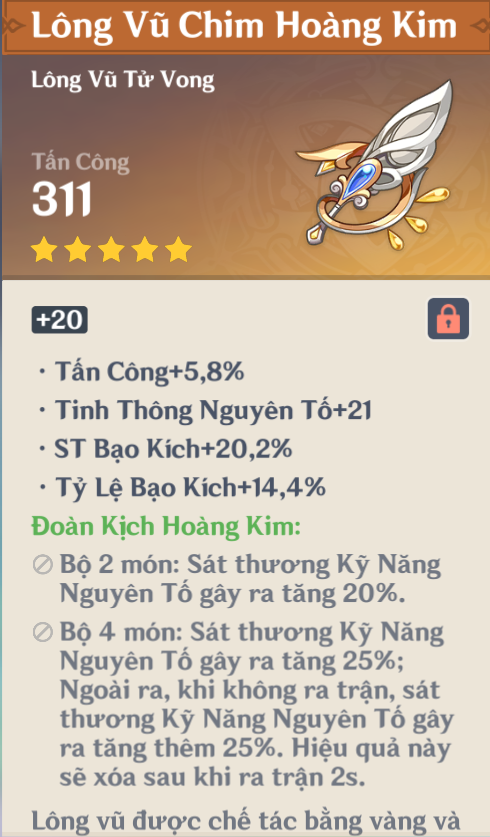 Lông Vũ Chim Hoàng Kim
Lông Vũ Tử Vong
Tấn Công
311
+20
· Tấn Công+5,8%
· Tinh Thông Nguyên Tố+21
· ST Bạo Kích+20,2%
· Tỷ Lệ Bạo Kích+14,4%
Đoàn Kịch Hoàng Kim:
Bộ 2 món: Sát thương Kỹ Năng
Nguyên Tố gây ra tăng 20%.
Bộ 4 món: Sát thương Kỹ Năng
Nguyên Tố gây ra tăng 25%;
Ngoài ra, khi không ra trận, sát
thương Kỹ Năng Nguyên Tố gây
ra tăng thêm 25%. Hiệu quả này
sẽ xóa sau khi ra trận 2s.
Lông vũ được chế tác bằng vàng và